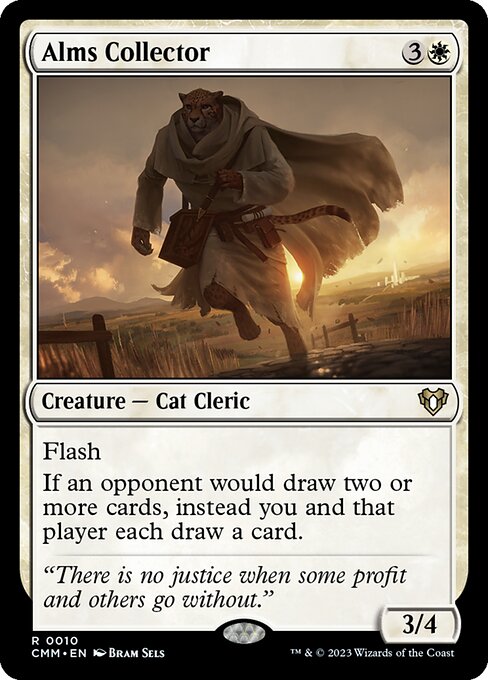 Alms Collector 3
Creature — Cat Cleric
Flash
If an opponent would draw two or
more cards, instead you and that
player each draw a card.
“There is no justice when some profit
and others go without.”
3/4
R 0010
CMM • EN Bram Sels
™ & © 2023 Wizards of the Coast